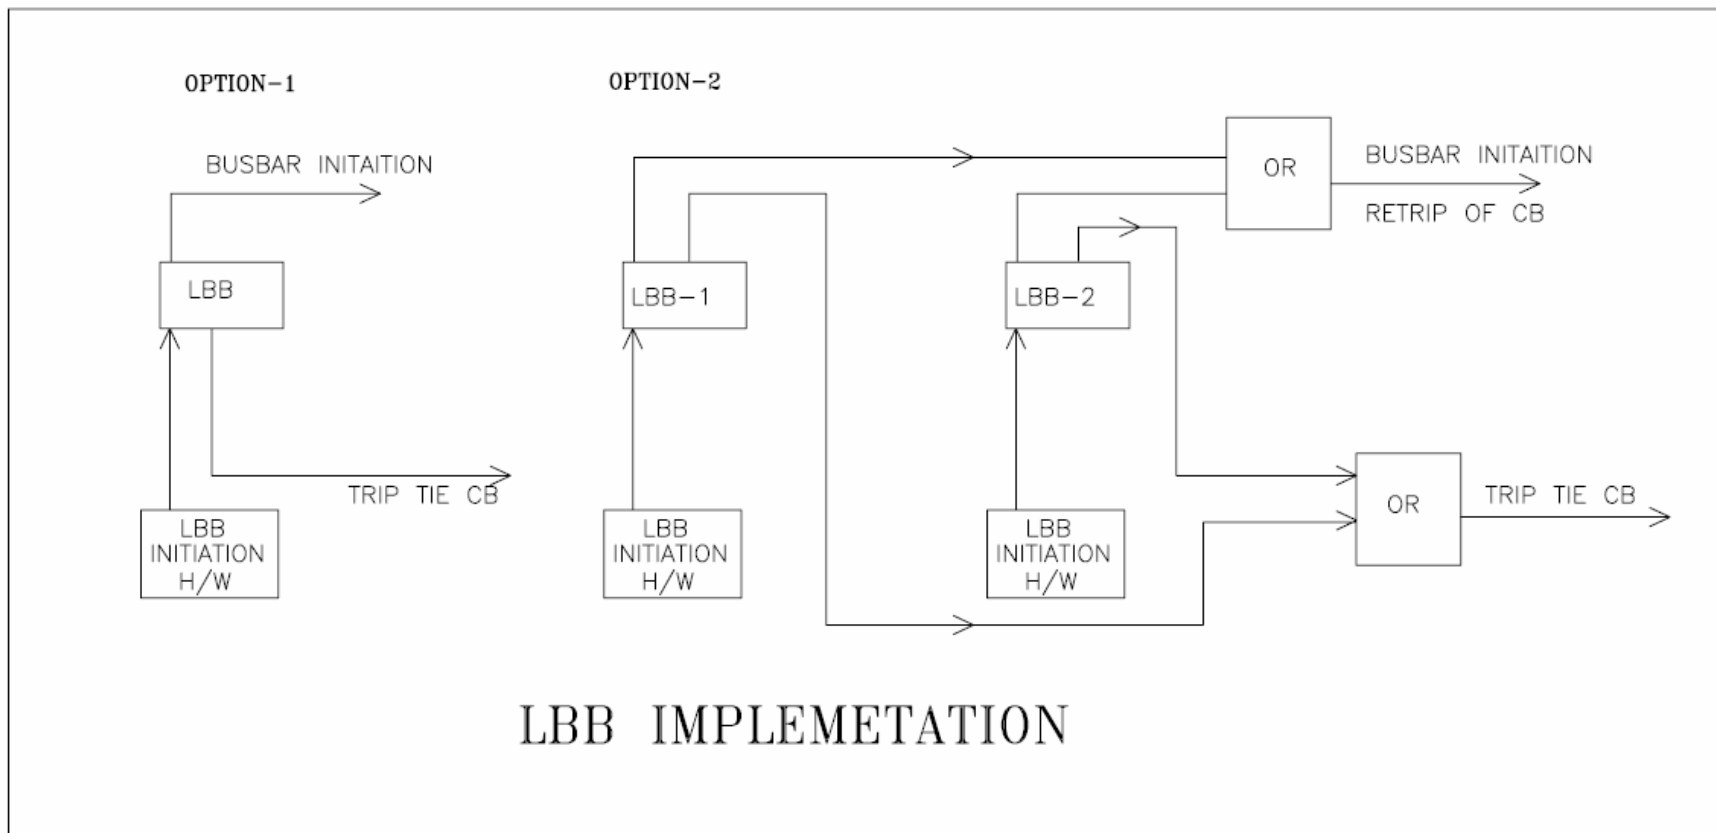 OPTION-1
BUSBAR INITAITION
LBB
TRIP TIE CB
LBB
INITIATION
H/W
OPTION-2
LBB-1
LBB
INITIATION
H/W
LBB-2
LBB
INITIATION
H/W
OR
BUSBAR INITAITION
RETRIP OF CB
OR
TRIP TIE CB
LBB IMPLEMETATION